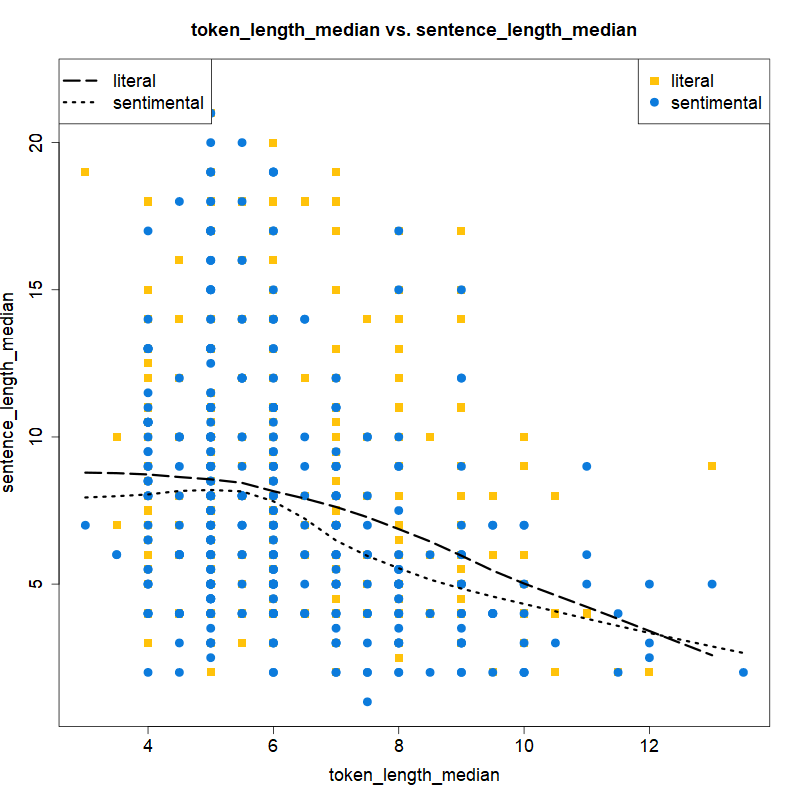 token_length_median vs. sentence_length_median
literal
sentimental
literal
sentimental
sentence_length_median
20
15
10
5
4 6 8 10 12
token_length_median